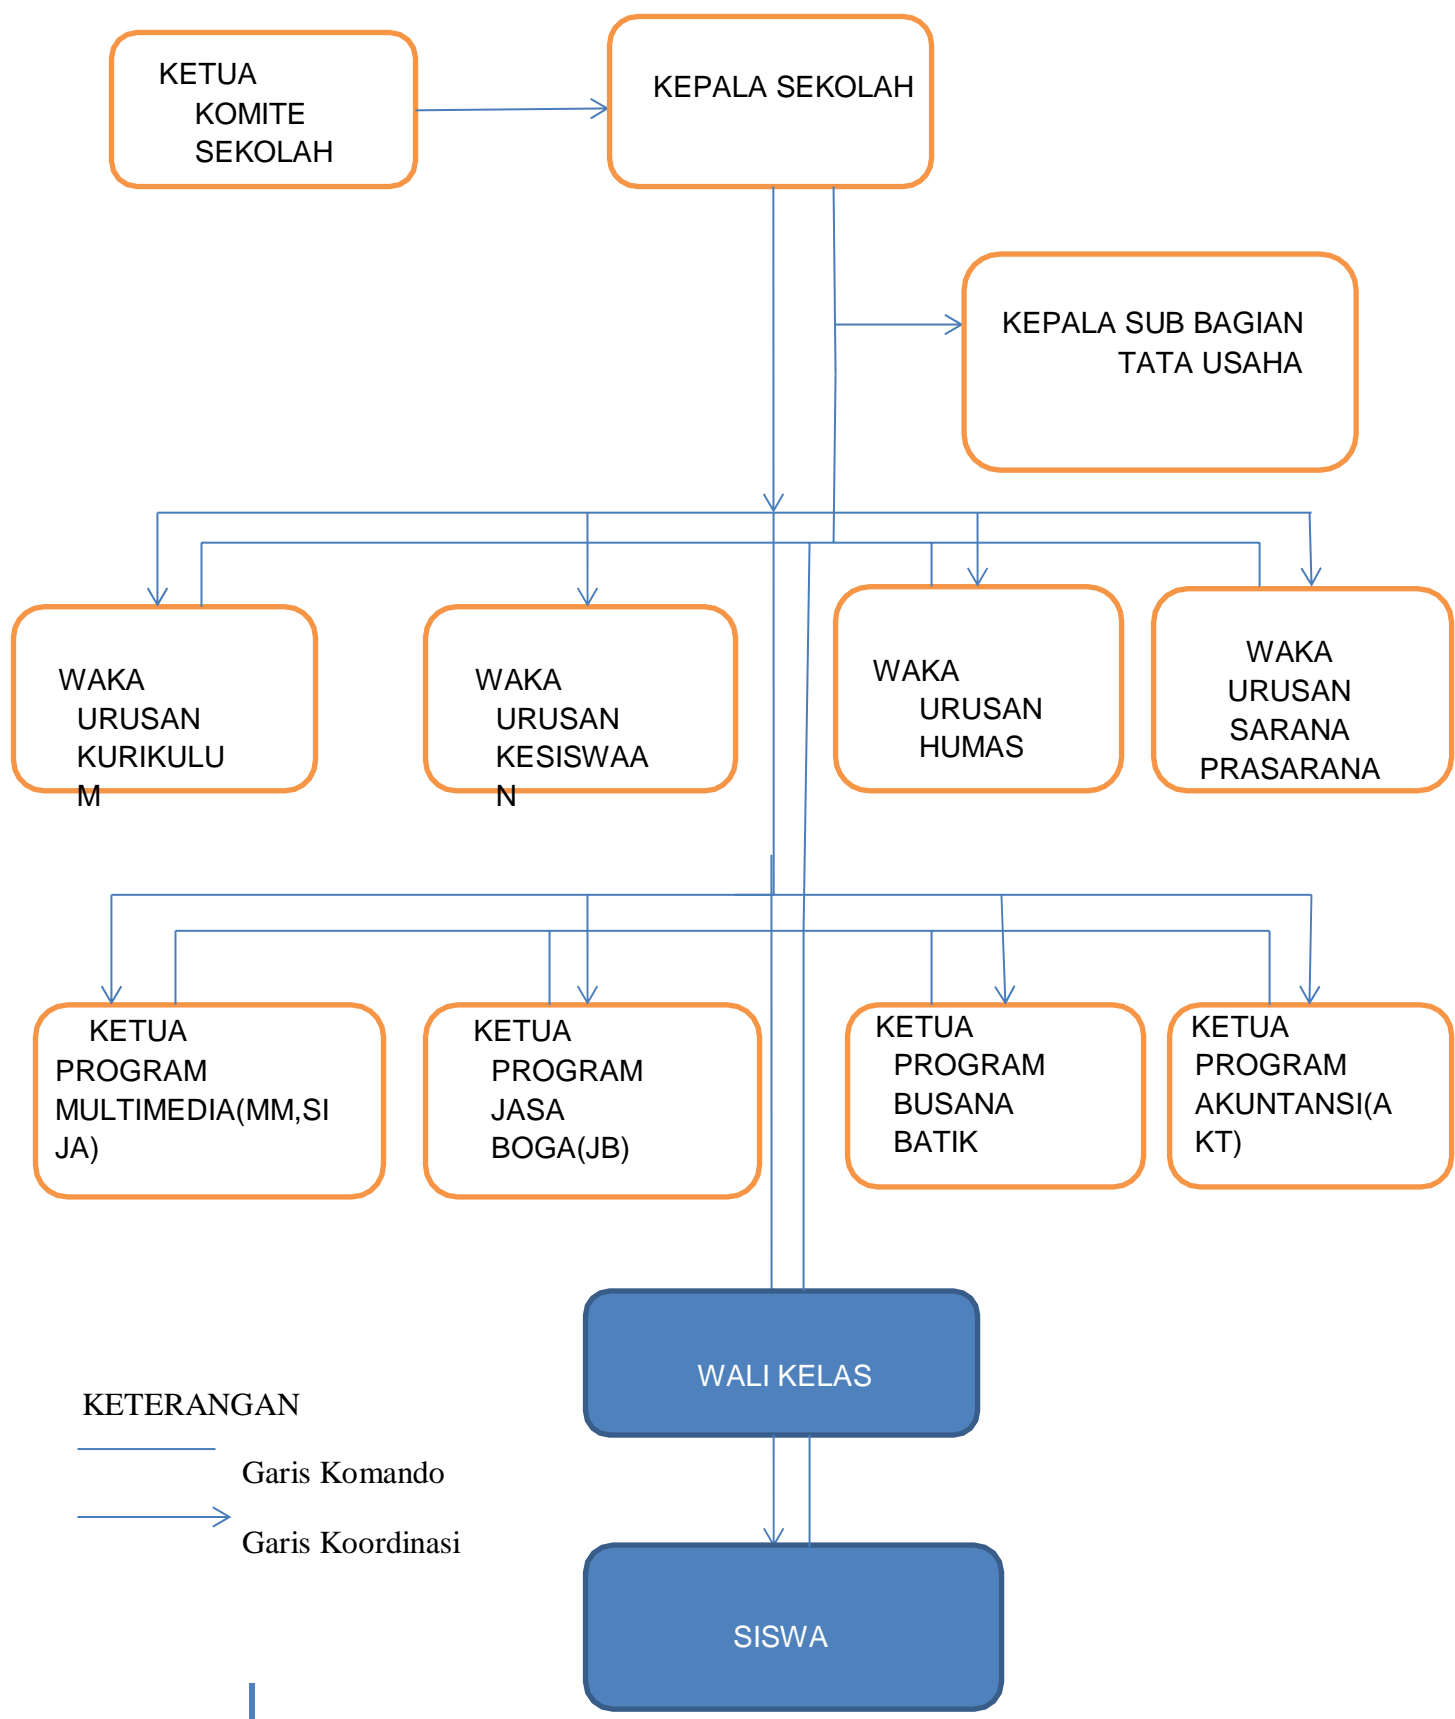 KETUA
KOMITE
SEKOLAH
KEPALA SEKOLAH
KEPALA SUB BAGIAN
TATA USAHA
WAKA
URUSAN
KURIKULU
M
WAKA
URUSAN
KESISWAA
N
WAKA
URUSAN
HUMAS
WAKA
URUSAN
SARANA
PRASARANA
KETUA
PROGRAM
MULTIMEDIA(MM,SI
JA)
KETUA
PROGRAM
JASA
BOGA(JB)
KETUA
PROGRAM
BUSANA
BATIK
KETUA
PROGRAM
AKUNTANSI(A
KT)
WALI KELAS
KETERANGAN
Garis Komando
Garis Koordinasi
SISWA